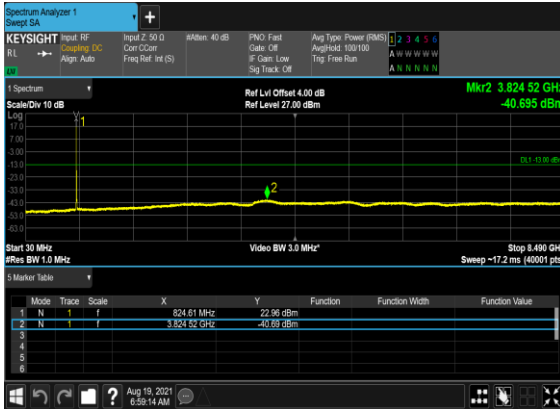 Spectrum Analyzer 1
Swept SA
+
KEYSIGHT Input: RF Input Z: 50 Ω #Atten: 40 dB PNO: Fast Avg Type: Power (RMS) 1 2 3 4 5 6
RL Coupling: DC Corr CCorr Gate: Off Avg|Hold: 100/100 A W W W W W
Align: Auto Freq Ref: Int (S) IF Gain: Low Trig: Free Run
Sig Track: Off A N N N N N
1 Spectrum Ref Lvl Offset 4.00 dB Mkr2 3.824 52 GHz
Scale/Div 10 dB Ref Level 27.00 dBm -40.695 dBm
Log
17.0
7.00
-3.00
-13.0 DL1 -13.00 dBm
-23.0
-33.0
-43.0
-53.0
-63.0
1
2
Start 30 MHz Video BW 3.0 MHz* Stop 8.490 GH
#Res BW 1.0 MHz Sweep ~17.2 ms (40001 pts
5 Marker Table
Mode Trace Scale X Y Function Function Width Function Value
1 N 1 f 824.61 MHz 22.96 dBm
2 N 1 f 3.824 52 GHz -40.69 dBm
3
4
5
6
? Aug 19, 2021
6:59:14 AM